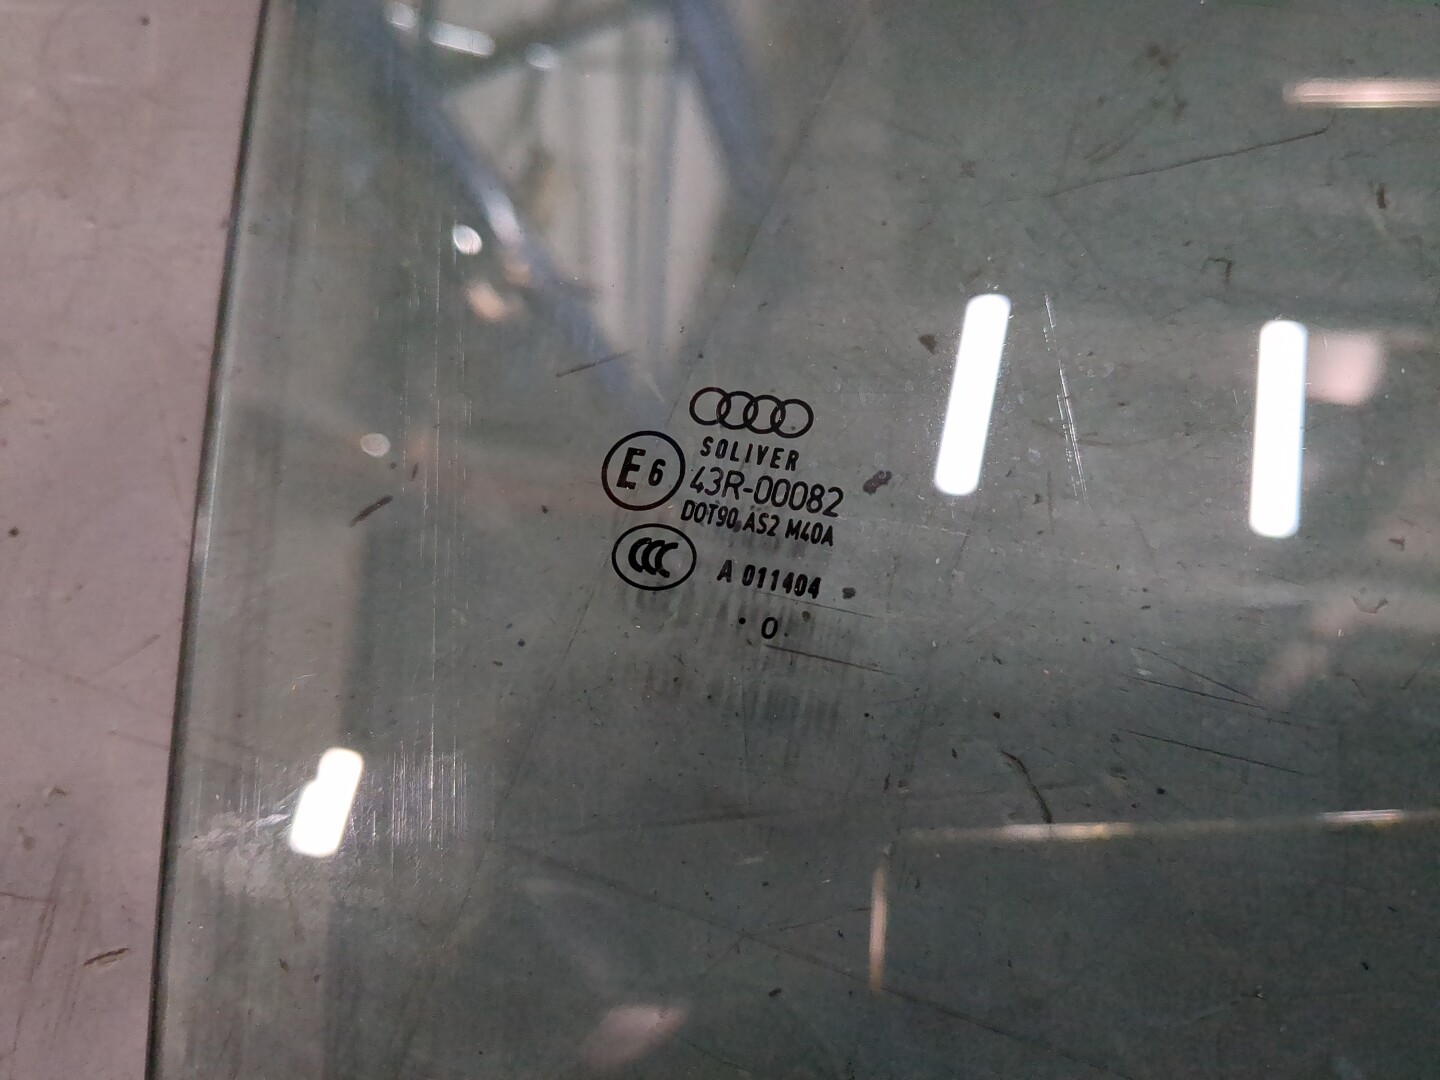 SOLIVER
E6 43R-00082
DOT90 AS2 M40A
CCC A 011404
. 0.